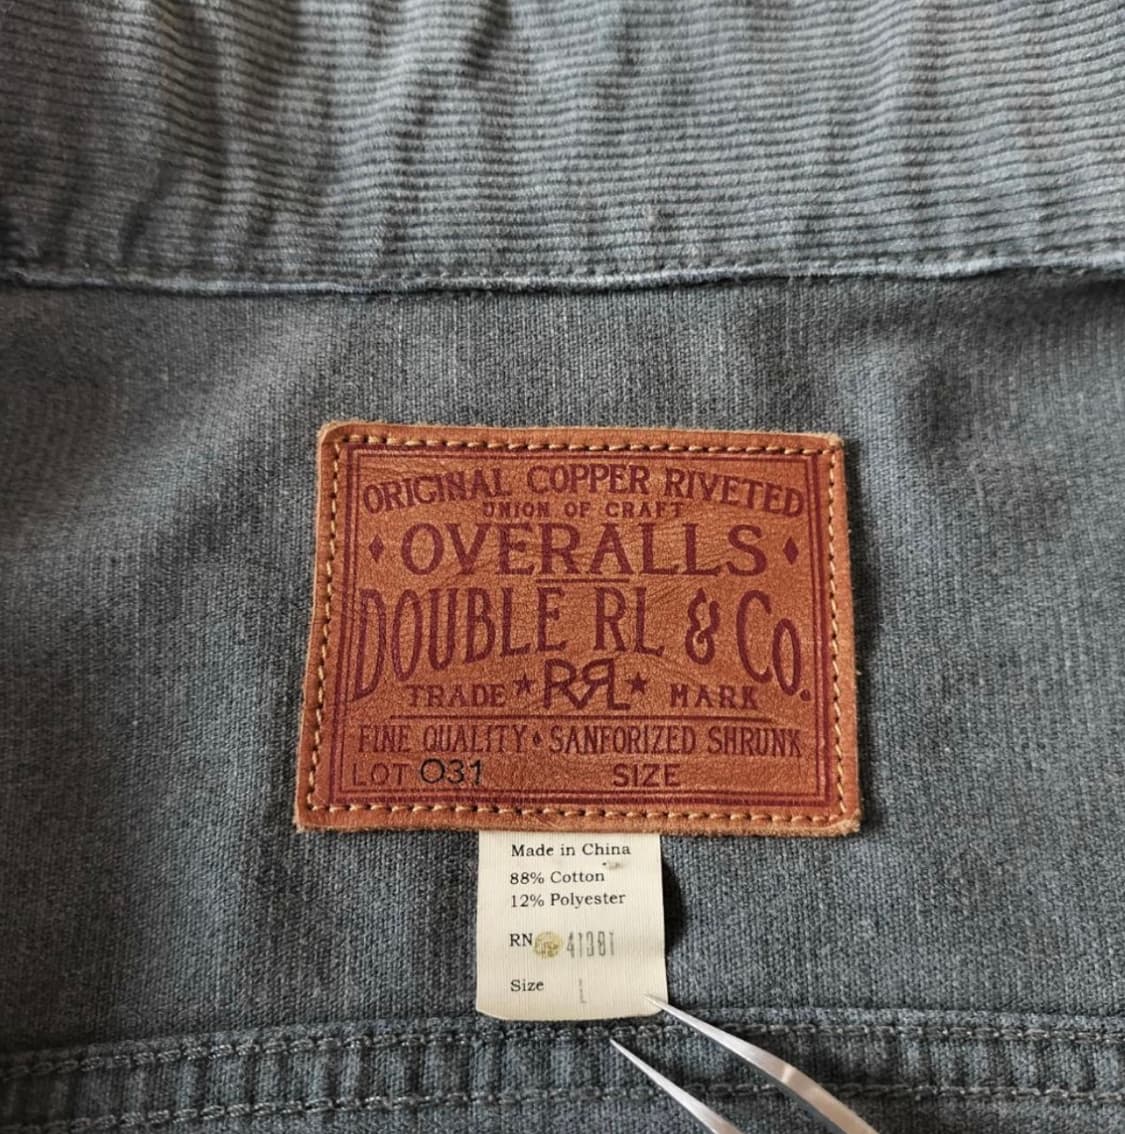 ORIGINAL COPPER RIVETED
UNION OF CRAFT
OVERALLS
DOUBLE RL & Co.
TRADE ★ RRL ★ MARK
FINE QUALITY ♦ SANFORIZED SHRUNK
LOT 031 SIZE
Made in China
88% Cotton
12% Polyester
RN 41381
Size L